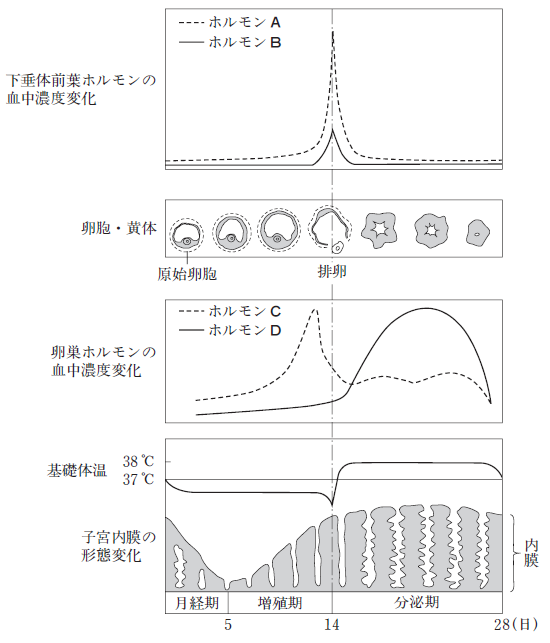 ホルモンA
ホルモンB
下垂体前葉ホルモンの
血中濃度変化
卵胞・黄体
原始卵胞
排卵
ホルモンC
ホルモンD
卵巣ホルモンの
血中濃度変化
基礎体温
38℃
37℃
子宮内膜の
形態変化
内膜
月経期
増殖期
分泌期
5
14
28(日)